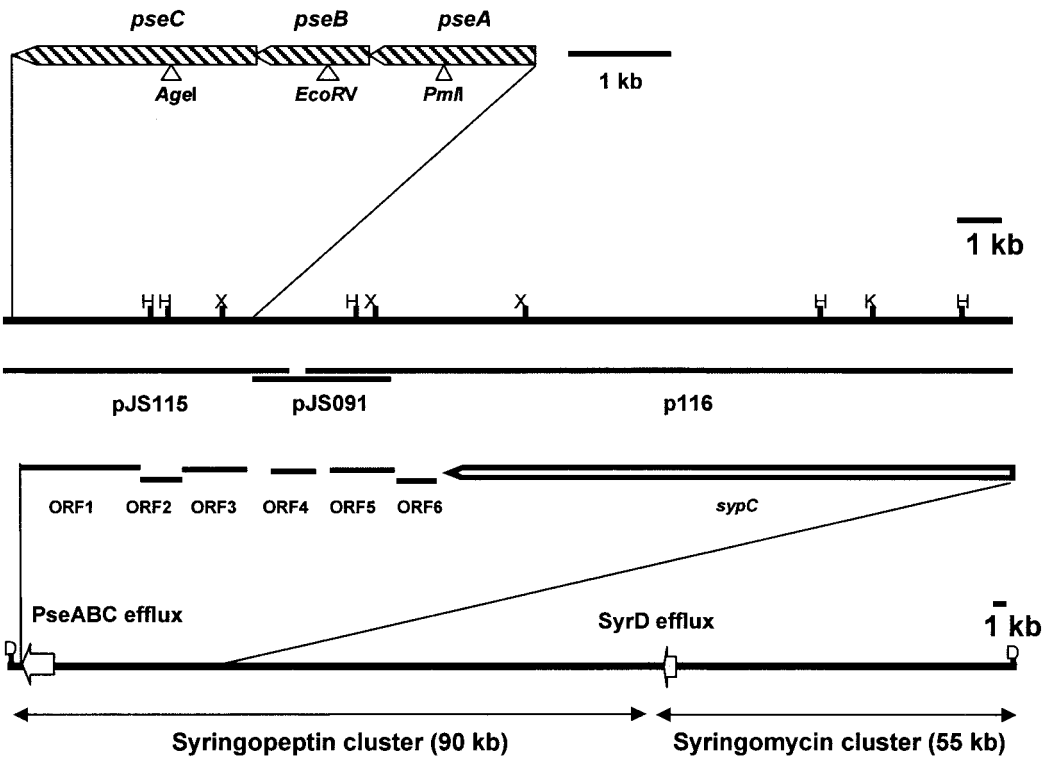 pseC pseB pseA
AgeI EcoRV PmlI 1 kb
1 kb
H H X H X X H K H
pJS115 pJS091 p116
ORF1 ORF2 ORF3 ORF4 ORF5 ORF6 sypC
PseABC efflux SyrD efflux 1 kb
D D
Syringopeptin cluster (90 kb) Syringomycin cluster (55 kb)